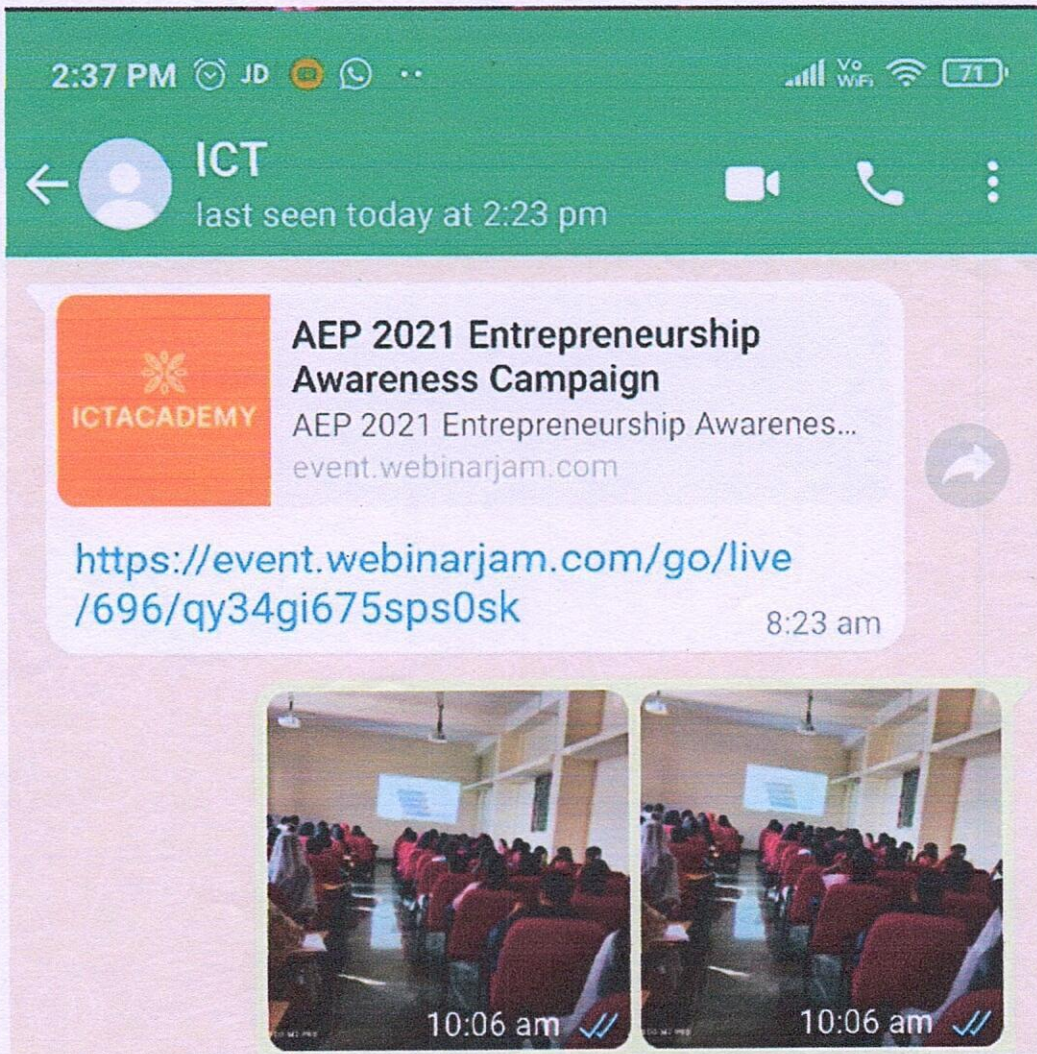 2:37 PM JD
Vo
WiFi
71
ICT
last seen today at 2:23 pm
ICTACADEMY
AEP 2021 Entrepreneurship
Awareness Campaign
AEP 2021 Entrepreneurship Awarenes...
event.webinarjam.com
https://event.webinarjam.com/go/live
/696/qy34gi675sps0sk
8:23 am
10:06 am
10:06 am